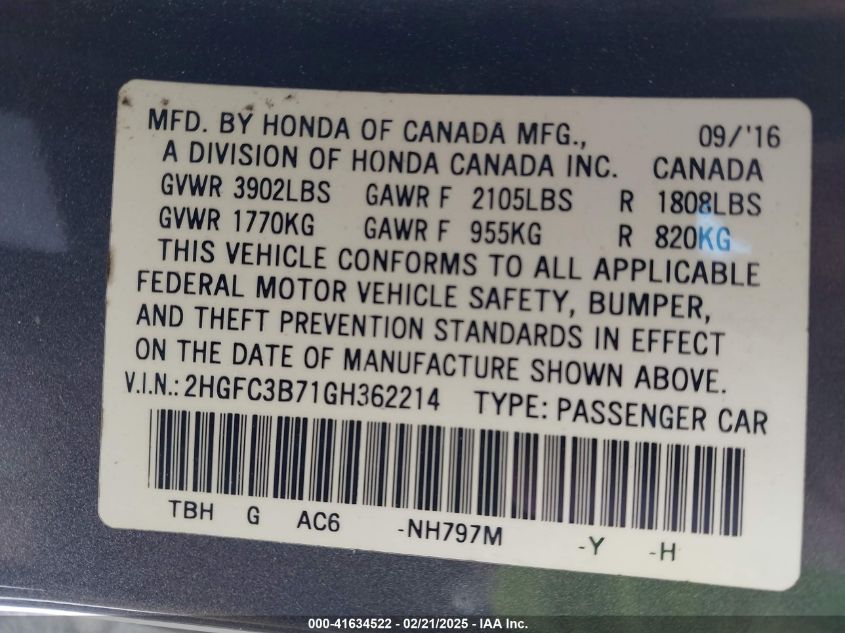 MFD. BY HONDA OF CANADA MFG., 09/'16
A DIVISION OF HONDA CANADA INC. CANADA
GVWR 3902LBS GAWR F 2105LBS R 1808LBS
GVWR 1770KG GAWR F 955KG R 820KG
THIS VEHICLE CONFORMS TO ALL APPLICABLE
FEDERAL MOTOR VEHICLE SAFETY, BUMPER,
AND THEFT PREVENTION STANDARDS IN EFFECT
ON THE DATE OF MANUFACTURE SHOWN ABOVE.
V.I.N.: 2HGFC3B71GH362214 TYPE: PASSENGER CAR
TBH G AC6 -NH797M -Y -H
000-41634522 - 02/21/2025 - IAA Inc.